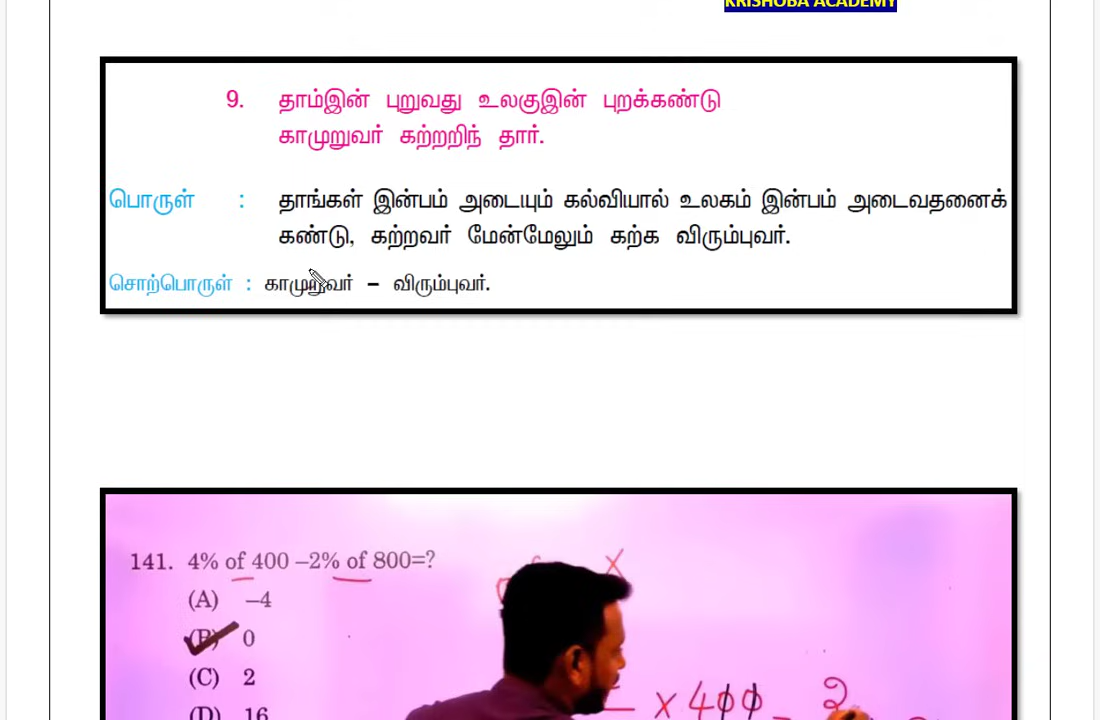 KRISHOBA ACADEMY
9. தாம்இன் புறுவது உலகுஇன் புறக்கண்டு
காமுறுவர் கற்றறிந் தார்.
பொருள் : தாங்கள் இன்பம் அடையும் கல்வியால் உலகம் இன்பம் அடைவதனைக்
கண்டு, கற்றவர் மேன்மேலும் கற்க விரும்புவர்.
சொற்பொருள் : காமுறுவர் – விரும்புவர்.
141. 4% of 400 –2% of 800=?
(A) –4
(B) 0
(C) 2
(D) 16
x 400 = 2